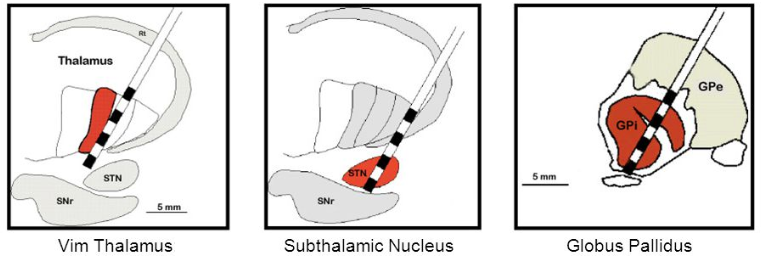 Rt
Thalamus
STN
SNr
5 mm
Vim Thalamus
STN
SNr
Subthalamic Nucleus
GPe
GPi
5 mm
Globus Pallidus